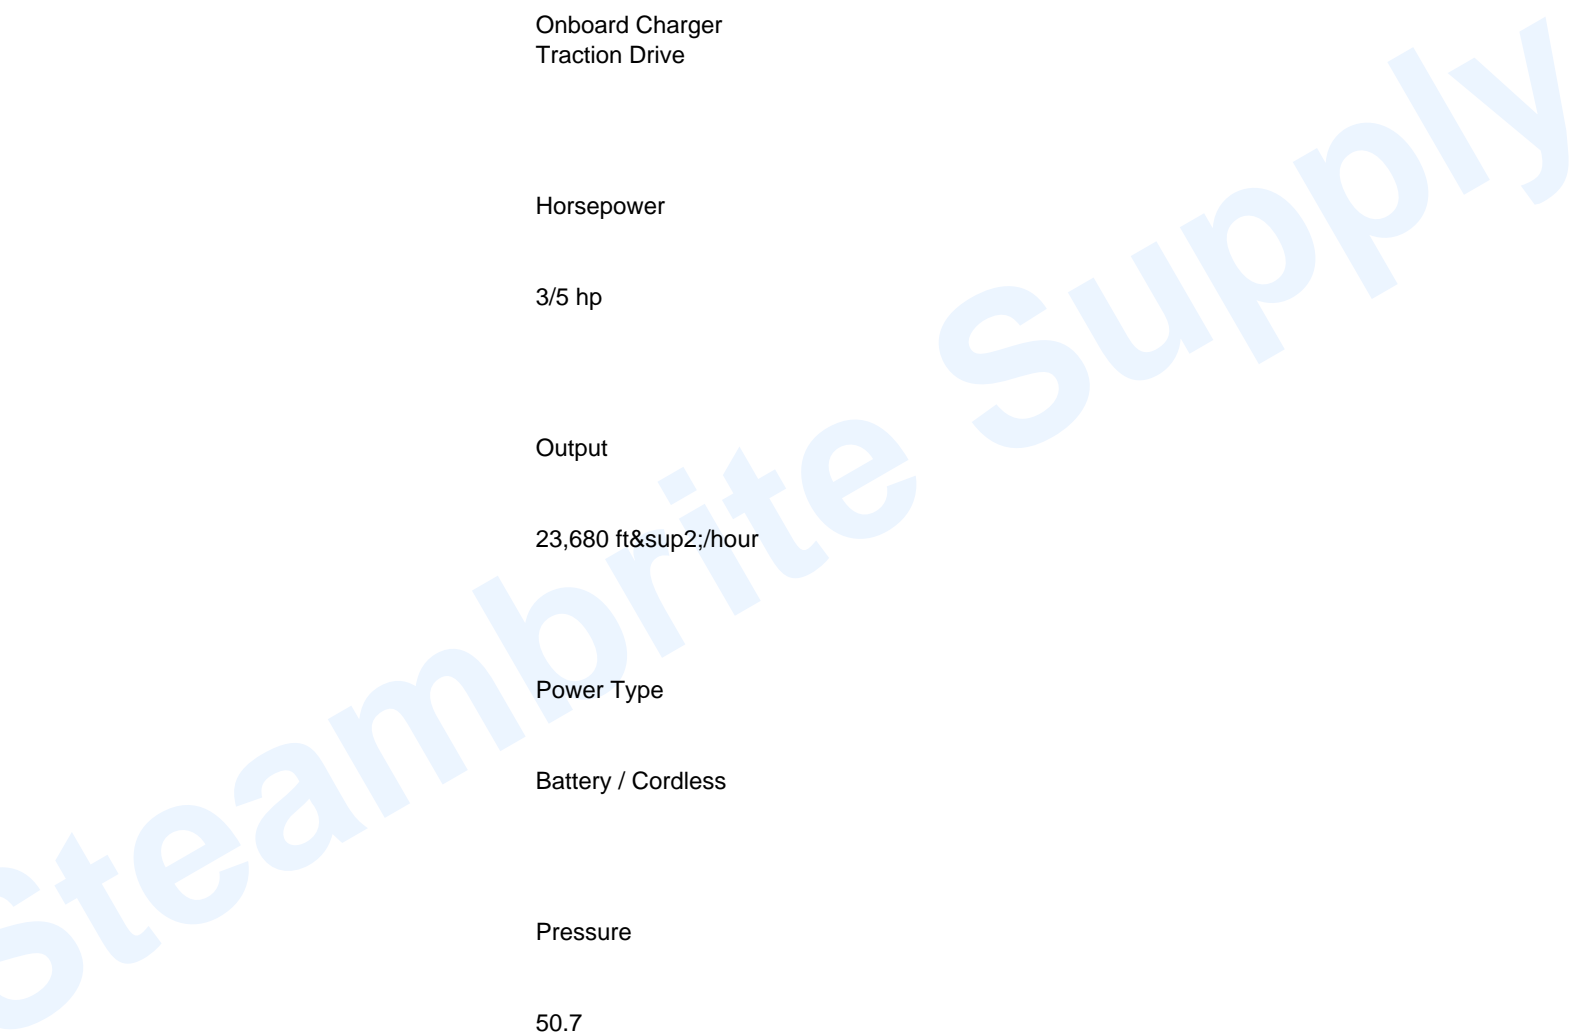 Onboard Charger
Traction Drive
Horsepower
3/5 hp
Output
23,680 ft&sup2;/hour
Power Type
Battery / Cordless
Pressure
50.7
Steambrite Supply